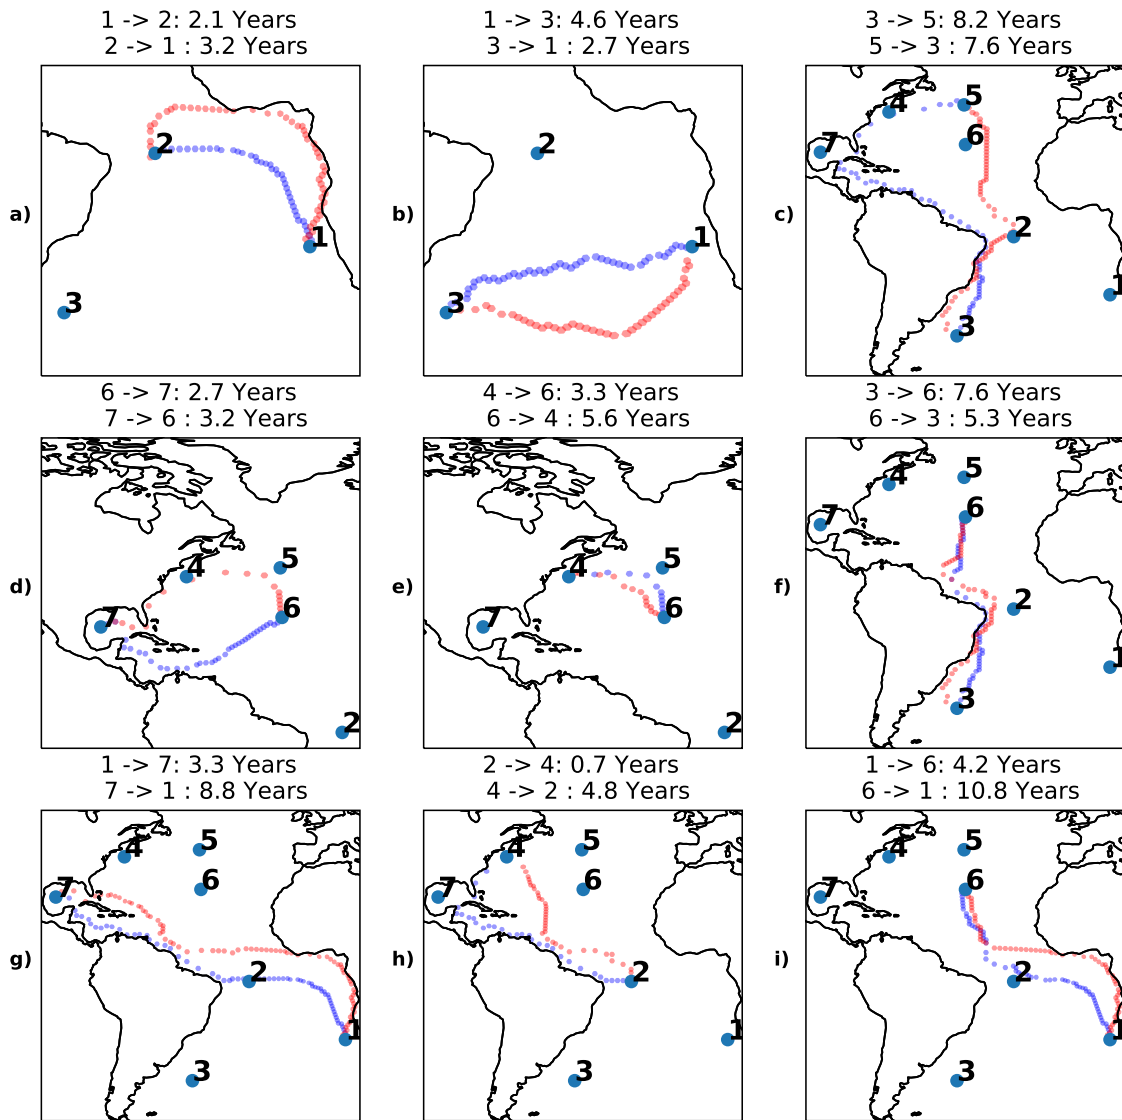 1 -> 2: 2.1 Years
2 -> 1 : 3.2 Years
1 -> 3: 4.6 Years
3 -> 1 : 2.7 Years
3 -> 5: 8.2 Years
5 -> 3 : 7.6 Years
a)
2
1
3
b)
2
1
3
c)
4
5
6
7
2
1
3
6 -> 7: 2.7 Years
7 -> 6 : 3.2 Years
4 -> 6: 3.3 Years
6 -> 4 : 5.6 Years
3 -> 6: 7.6 Years
6 -> 3 : 5.3 Years
d)
5
4
6
7
2
e)
5
4
6
7
2
f)
5
4
6
7
2
1
3
1 -> 7: 3.3 Years
7 -> 1 : 8.8 Years
2 -> 4: 0.7 Years
4 -> 2 : 4.8 Years
1 -> 6: 4.2 Years
6 -> 1 : 10.8 Years
g)
5
4
6
7
2
1
3
h)
5
4
6
7
2
1
3
i)
5
4
6
7
2
1
3